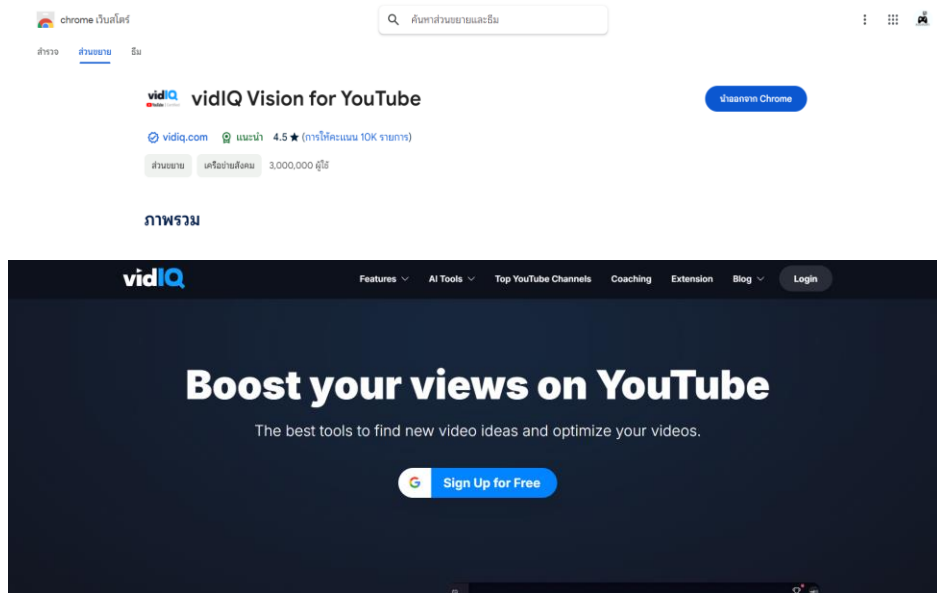 chrome เว็บสโตร์
ค้นหาส่วนขยายและธีม
สำรวจ ส่วนขยาย ธีม
vidIQ vidIQ Vision for YouTube
นำออกจาก Chrome
vidiq.com แนะนำ 4.5 ★ (การให้คะแนน 10K รายการ)
ส่วนขยาย เครือข่ายสังคม 3,000,000 ผู้ใช้
ภาพรวม
vidIQ Features AI Tools Top YouTube Channels Coaching Extension Blog Login
Boost your views on YouTube
The best tools to find new video ideas and optimize your videos.
G Sign Up for Free